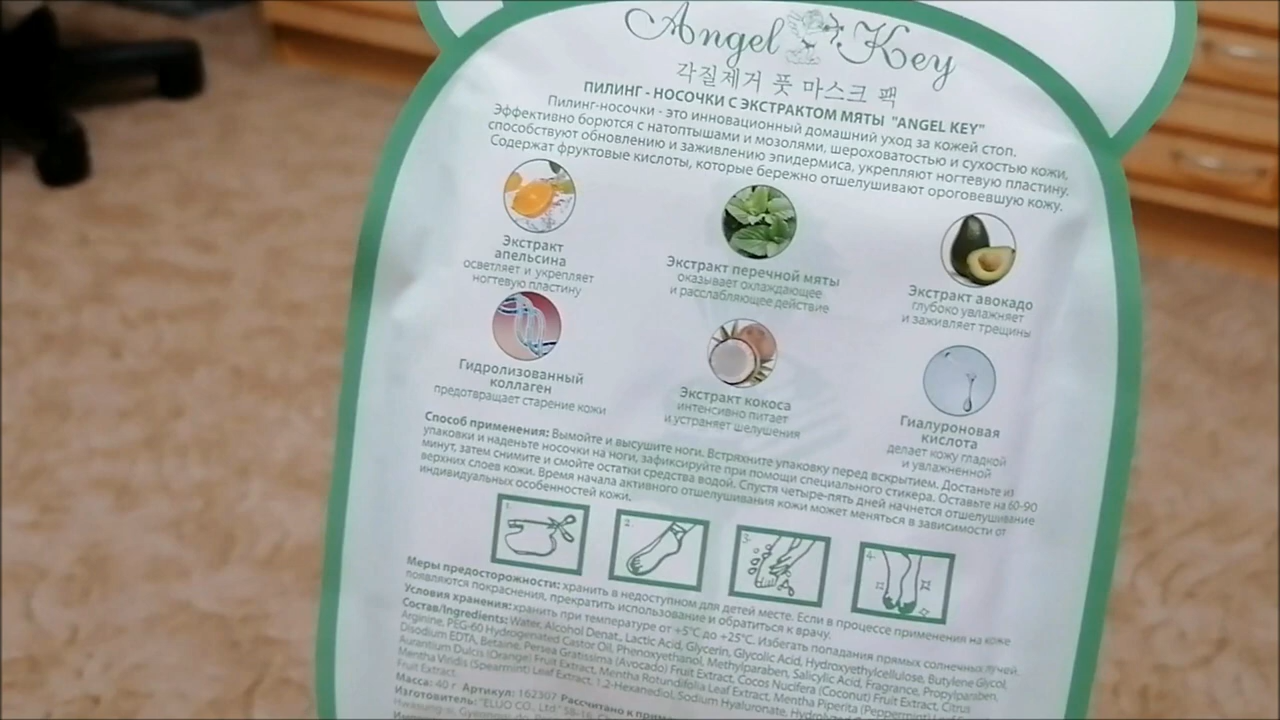 Angel Key
각질제거 풋 마스크 팩
ПИЛИНГ - НОСОЧКИ С ЭКСТРАКТОМ МЯТЫ "ANGEL KEY"
Пилинг-носочки - это инновационный домашний уход за кожей стоп.
Эффективно борются с натоптышами и мозолями, шероховатостью и сухостью кожи,
способствуют обновлению и заживлению эпидермиса, укрепляют ногтевую пластину.
Содержат фруктовые кислоты, которые бережно отшелушивают ороговевшую кожу.
Экстракт
апельсина
осветляет и укрепляет
ногтевую пластину
Экстракт перечной мяты
оказывает охлаждающее
и расслабляющее действие
Экстракт авокадо
глубоко увлажняет
и заживляет трещины
Гидролизованный
коллаген
предотвращает старение кожи
Экстракт кокоса
интенсивно питает
и устраняет шелушения
Гиалуроновая
кислота
делает кожу гладкой
и увлажненной
Способ применения: Вымойте и высушите ноги. Встряхните упаковку перед вскрытием. Достаньте из
упаковки и наденьте носочки на ноги, зафиксируйте при помощи специального стикера. Оставьте на 60-90
минут, затем снимите и смойте остатки средства водой. Спустя четыре-пять дней начнется отшелушивание
верхних слоев кожи. Время начала активного отшелушивания кожи может меняться в зависимости от
индивидуальных особенностей кожи.
1.
2.
3.
4.
Меры предосторожности: хранить в недоступном для детей месте. Если в процессе применения на коже
появляются покраснения, прекратить использование и обратиться к врачу.
Условия хранения: хранить при температуре от +5°C до +25°C. Избегать попадания прямых солнечных лучей.
Состав/Ingredients: Water, Alcohol Denat., Lactic Acid, Glycerin, Glycolic Acid, Hydroxyethylcellulose, Butylene Glycol,
Arginine, PEG-60 Hydrogenated Castor Oil, Phenoxyethanol, Methylparaben, Salicylic Acid, Fragrance, Propylparaben,
Disodium EDTA, Betaine, Persea Gratissima (Avocado) Fruit Extract, Cocos Nucifera (Coconut) Fruit Extract, Citrus
Aurantium Dulcis (Orange) Fruit Extract, Mentha Rotundifolia Leaf Extract, Mentha Piperita (Peppermint) Leaf
Mentha Viridis (Spearmint) Leaf Extract, 1,2-Hexanediol, Sodium Hyaluronate,
Fruit Extract.
Масса: 40 г. Артикул: 162307 Рассчитано к
Изготовитель: "ELUO CO., Ltd."